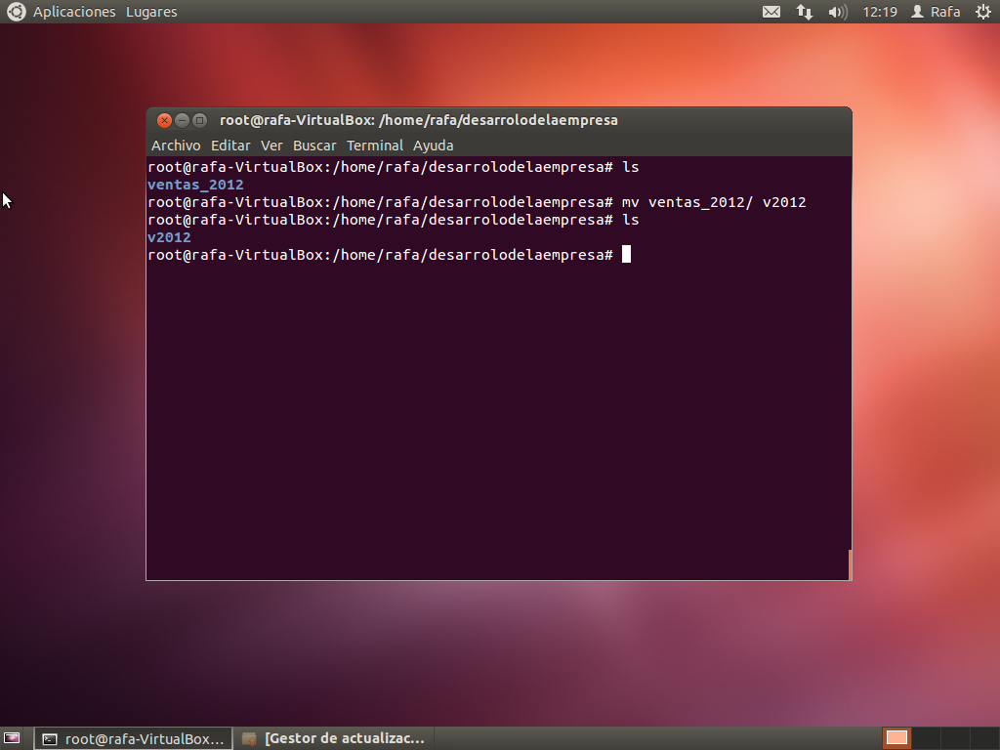 Aplicaciones Lugares 12:19 Rafa
root@rafa-VirtualBox: /home/rafa/desarrolodelaempresa
Archivo Editar Ver Buscar Terminal Ayuda
root@rafa-VirtualBox:/home/rafa/desarrolodelaempresa# ls
ventas_2012
root@rafa-VirtualBox:/home/rafa/desarrolodelaempresa# mv ventas_2012/ v2012
root@rafa-VirtualBox:/home/rafa/desarrolodelaempresa# ls
v2012
root@rafa-VirtualBox:/home/rafa/desarrolodelaempresa#
root@rafa-VirtualBox... [Gestor de actualizac...